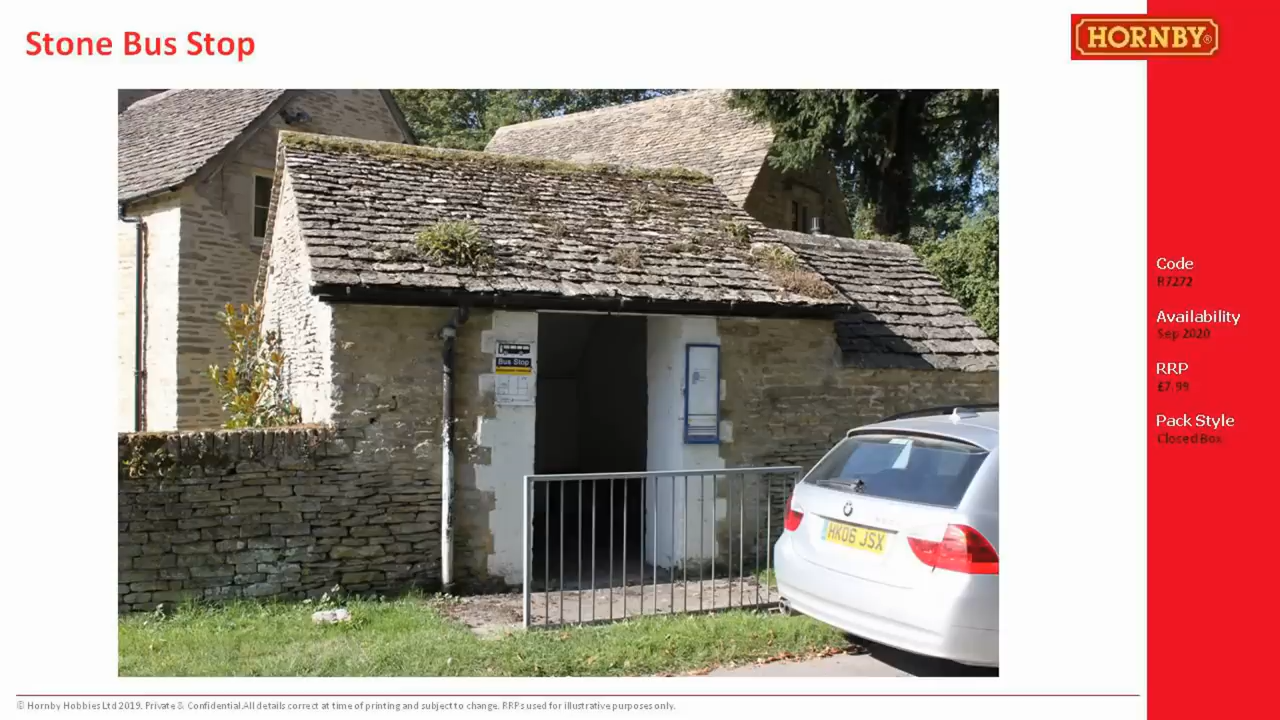 Stone Bus Stop
HORNBY®
Bus Stop
HK06 JSX
Code
R7272
Availability
Sep 2020
RRP
£7.99
Pack Style
Closed Box
© Hornby Hobbies Ltd 2019. Private & Confidential.All details correct at time of printing and subject to change. RRPs used for illustrative purposes only.